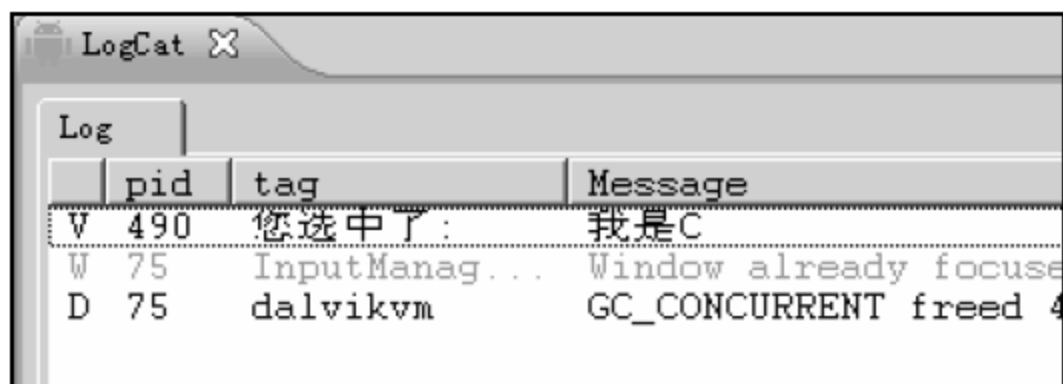 LogCat
Log
pid tag Message
V 490 您选中了: 我是C
W 75 InputManag... Window already focuse
D 75 dalvikvm GC_CONCURRENT freed 4